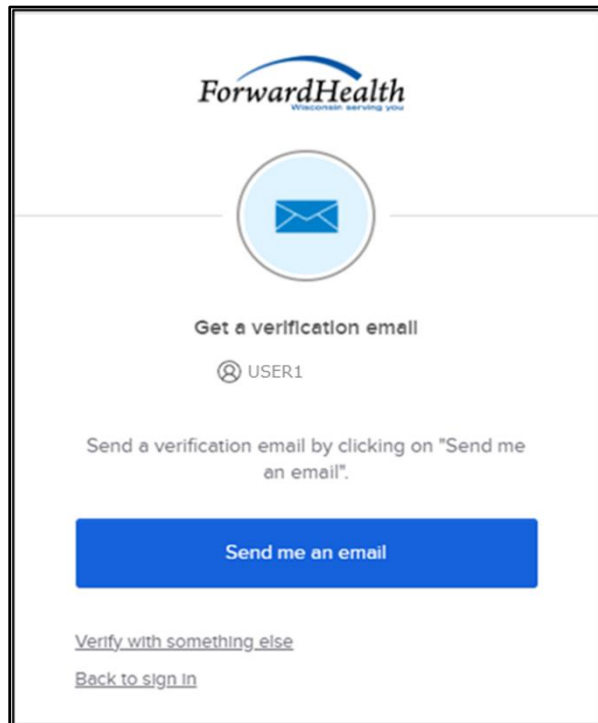 ForwardHealth
Wisconsin serving you
Get a verification email
USER1
Send a verification email by clicking on "Send me
an email".
Send me an email
Verify with something else
Back to sign in